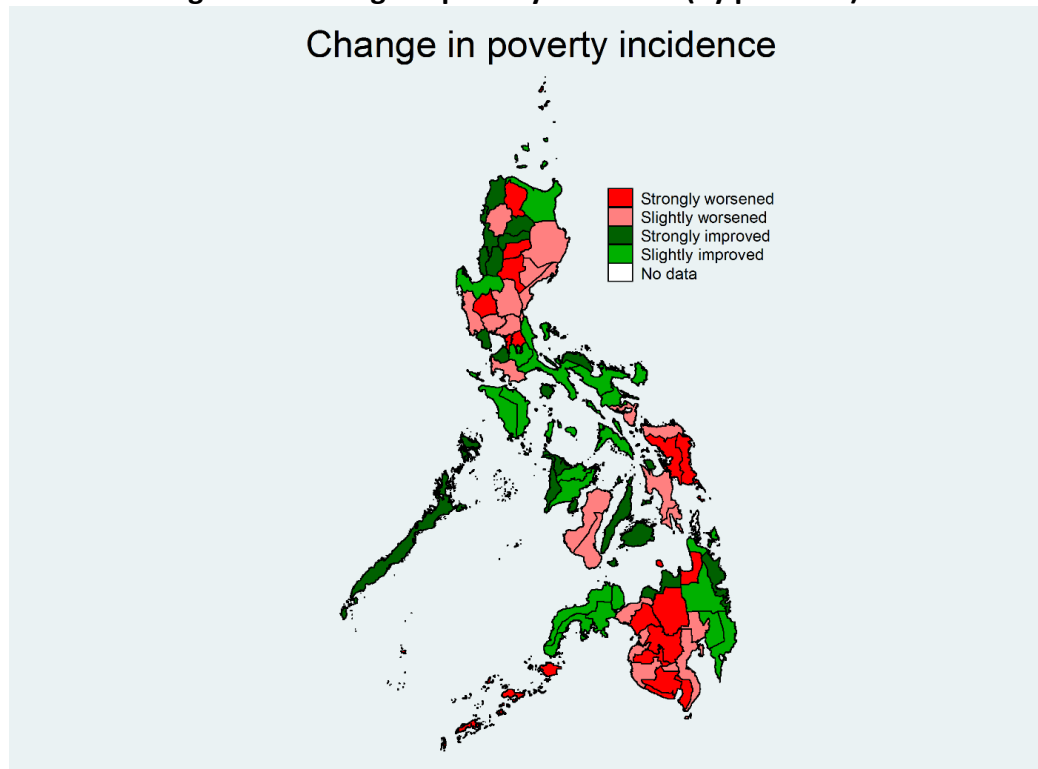 Change in poverty incidence
Strongly worsened
Slightly worsened
Strongly improved
Slightly improved
No data